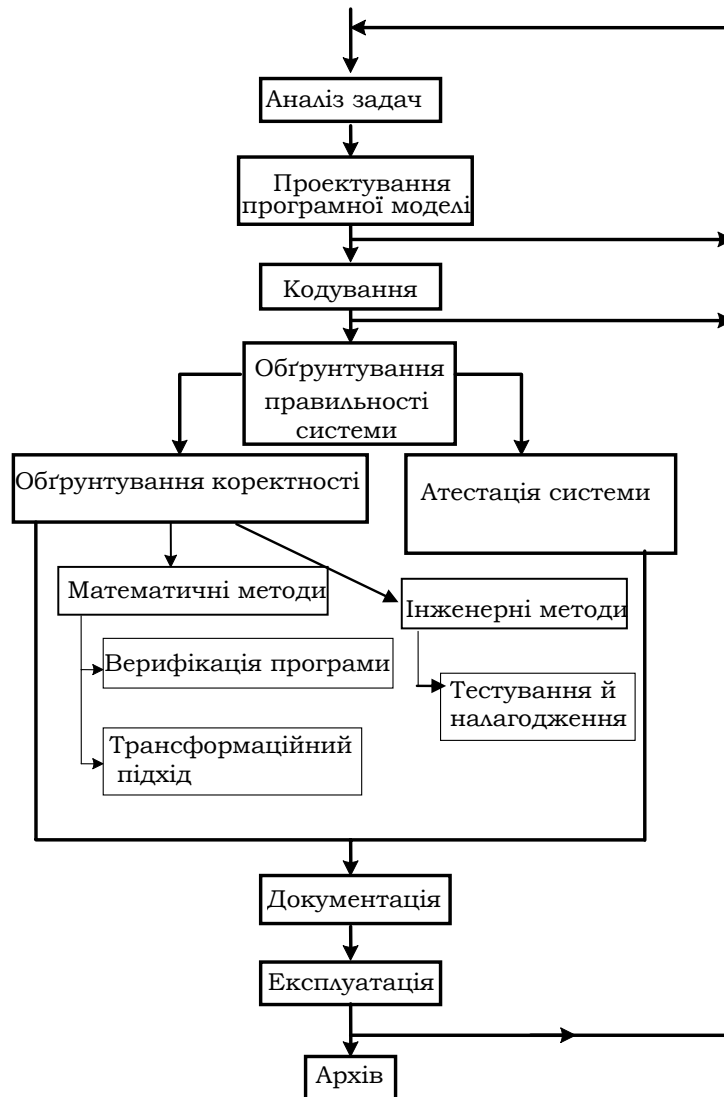 Аналіз задач
Проектування
програмної моделі
Кодування
Обґрунтування
правильності
системи
Обґрунтування коректності
Атестація системи
Математичні методи
Інженерні методи
Верифікація програми
Тестування й
налагодження
Трансформаційний
підхід
Документація
Експлуатація
Архів